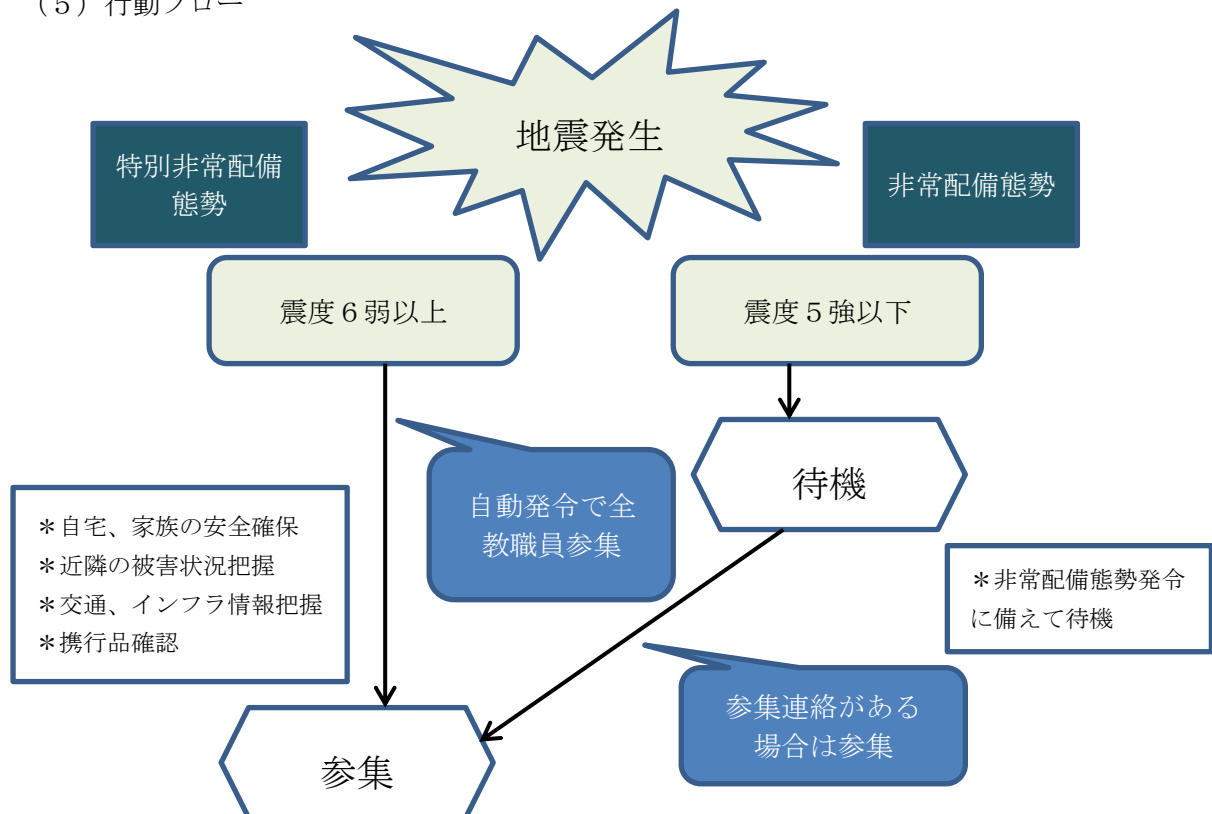 （５）行動フロー
地震発生
特別非常配備
態勢
非常配備態勢
震度６弱以上
震度５強以下
待機
自動発令で全
教職員参集
＊自宅、家族の安全確保
＊近隣の被害状況把握
＊交通、インフラ情報把握
＊携行品確認
＊非常配備態勢発令
に備えて待機
参集連絡がある
場合は参集
参集